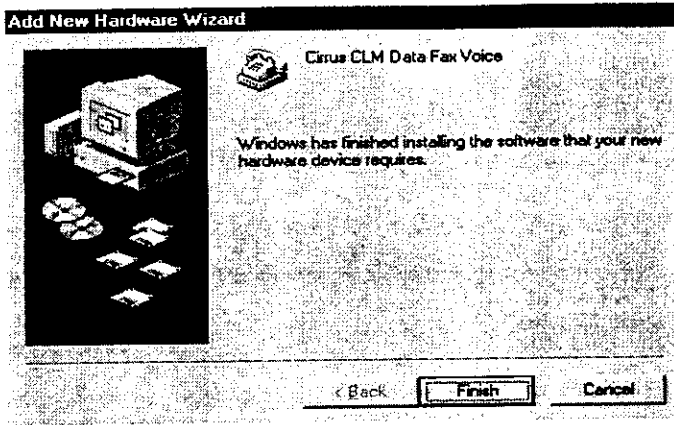 Add New Hardware Wizard
Cirrus CLM Data Fax Voice
Windows has finished installing the software that your new
hardware device requires.
< Back
Finish
Cancel